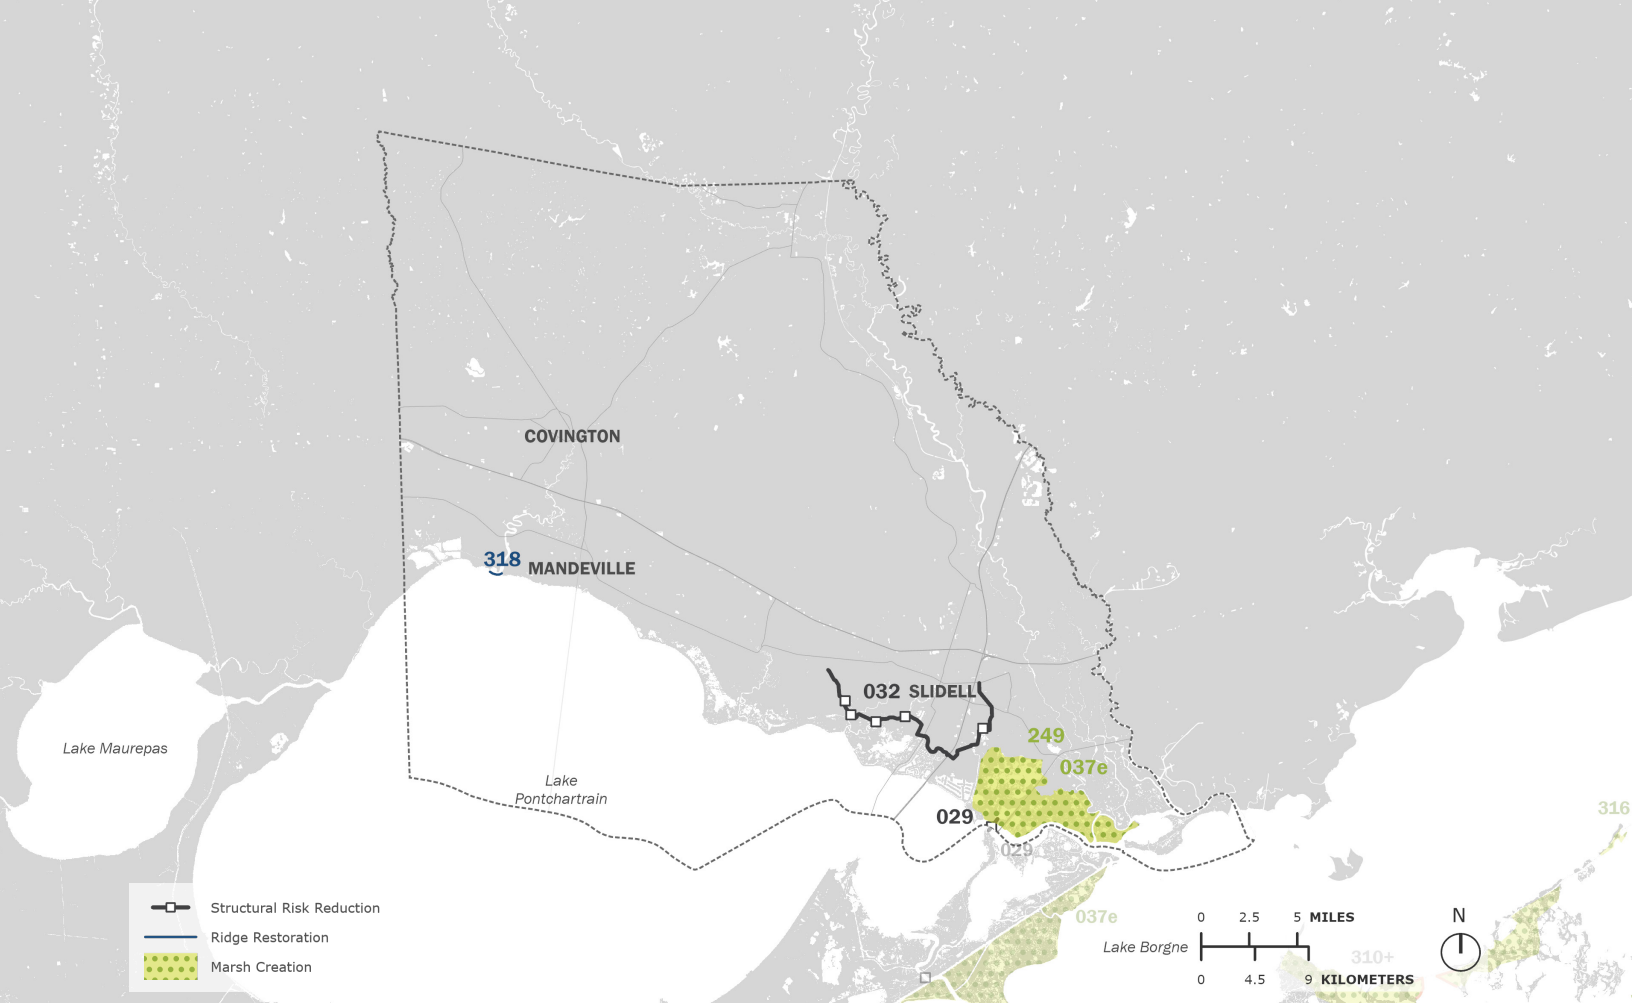 COVINGTON
318
MANDEVILLE
032 SLIDELL
249
Lake Maurepas
037e
Lake
Pontchartrain
029
316
029
Structural Risk Reduction
Ridge Restoration
Marsh Creation
037e
0 2.5 5 MILES
N
Lake Borgne
310+
0 4.5 9 KILOMETERS